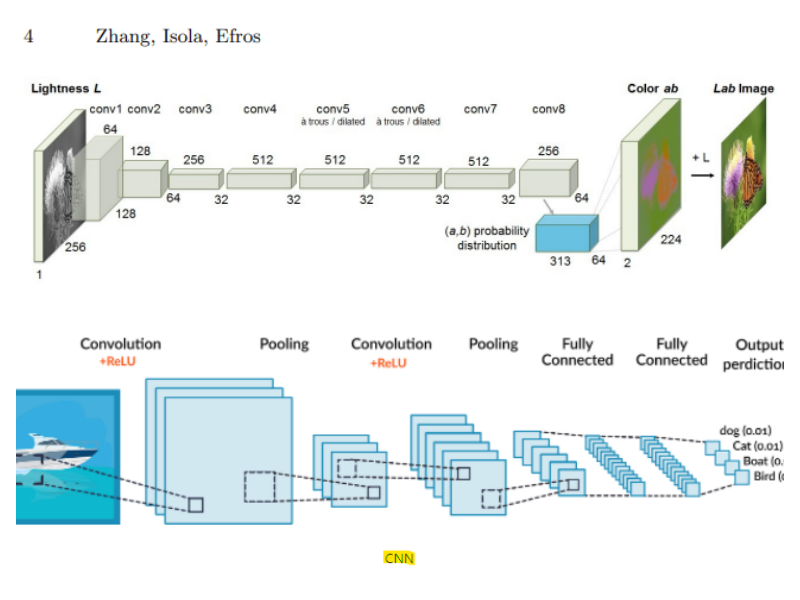 4 Zhang, Isola, Efros
Lightness L
conv1 conv2 conv3 conv4 conv5 conv6 conv7 conv8
à trous / dilated à trous / dilated
Color ab
Lab Image
64
128
256
512
512
512
512
256
+ L
64
32
32
32
32
32
64
128
256
1
(a,b) probability
distribution
313
64
2
224
Convolution
+ReLU
Pooling
Convolution
+ReLU
Pooling
Fully
Connected
Fully
Connected
Output
perdictio
dog (0.01)
Cat (0.01)
Boat (0.
Bird (
CNN